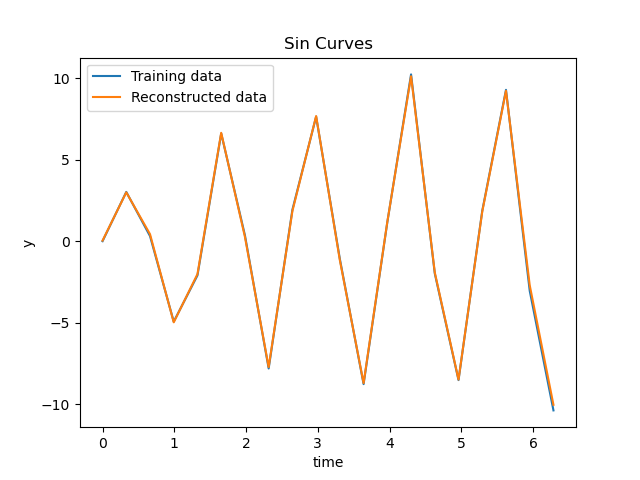 Sin Curves
Training data
Reconstructed data
10
5
0
−5
−10
y
0 1 2 3 4 5 6
time